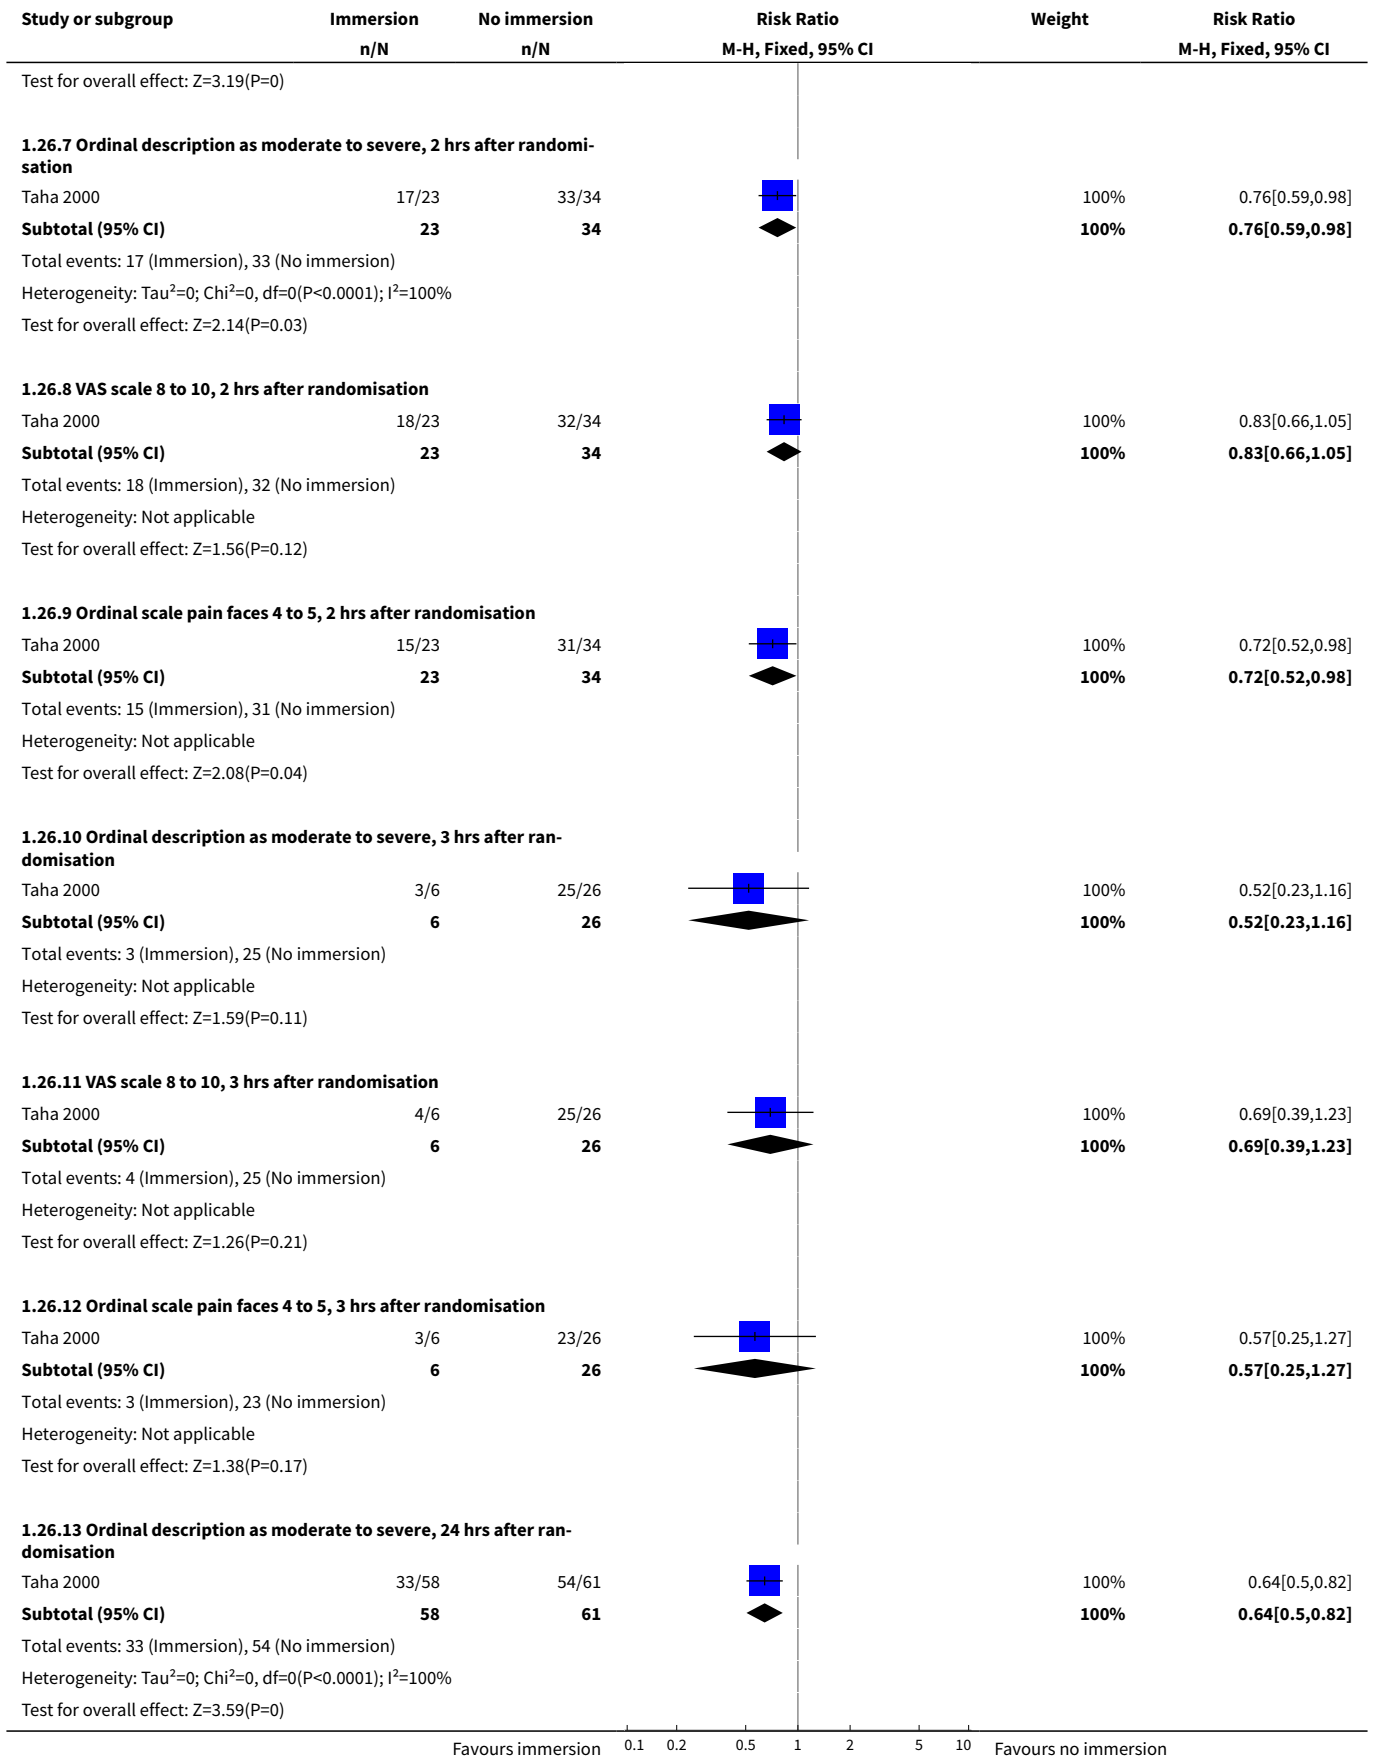 Study or subgroup Immersion No immersion Risk Ratio Weight Risk Ratio
n/N n/N M-H, Fixed, 95% CI M-H, Fixed, 95% CI
Test for overall effect: Z=3.19(P=0)
1.26.7 Ordinal description as moderate to severe, 2 hrs after randomi-
sation
Taha 2000 17/23 33/34 100% 0.76[0.59,0.98]
Subtotal (95% CI) 23 34 100% 0.76[0.59,0.98]
Total events: 17 (Immersion), 33 (No immersion)
Heterogeneity: Tau²=0; Chi²=0, df=0(P<0.0001); I²=100%
Test for overall effect: Z=2.14(P=0.03)
1.26.8 VAS scale 8 to 10, 2 hrs after randomisation
Taha 2000 18/23 32/34 100% 0.83[0.66,1.05]
Subtotal (95% CI) 23 34 100% 0.83[0.66,1.05]
Total events: 18 (Immersion), 32 (No immersion)
Heterogeneity: Not applicable
Test for overall effect: Z=1.56(P=0.12)
1.26.9 Ordinal scale pain faces 4 to 5, 2 hrs after randomisation
Taha 2000 15/23 31/34 100% 0.72[0.52,0.98]
Subtotal (95% CI) 23 34 100% 0.72[0.52,0.98]
Total events: 15 (Immersion), 31 (No immersion)
Heterogeneity: Not applicable
Test for overall effect: Z=2.08(P=0.04)
1.26.10 Ordinal description as moderate to severe, 3 hrs after ran-
domisation
Taha 2000 3/6 25/26 100% 0.52[0.23,1.16]
Subtotal (95% CI) 6 26 100% 0.52[0.23,1.16]
Total events: 3 (Immersion), 25 (No immersion)
Heterogeneity: Not applicable
Test for overall effect: Z=1.59(P=0.11)
1.26.11 VAS scale 8 to 10, 3 hrs after randomisation
Taha 2000 4/6 25/26 100% 0.69[0.39,1.23]
Subtotal (95% CI) 6 26 100% 0.69[0.39,1.23]
Total events: 4 (Immersion), 25 (No immersion)
Heterogeneity: Not applicable
Test for overall effect: Z=1.26(P=0.21)
1.26.12 Ordinal scale pain faces 4 to 5, 3 hrs after randomisation
Taha 2000 3/6 23/26 100% 0.57[0.25,1.27]
Subtotal (95% CI) 6 26 100% 0.57[0.25,1.27]
Total events: 3 (Immersion), 23 (No immersion)
Heterogeneity: Not applicable
Test for overall effect: Z=1.38(P=0.17)
1.26.13 Ordinal description as moderate to severe, 24 hrs after ran-
domisation
Taha 2000 33/58 54/61 100% 0.64[0.5,0.82]
Subtotal (95% CI) 58 61 100% 0.64[0.5,0.82]
Total events: 33 (Immersion), 54 (No immersion)
Heterogeneity: Tau²=0; Chi²=0, df=0(P<0.0001); I²=100%
Test for overall effect: Z=3.59(P=0)
Favours immersion 0.1 0.2 0.5 1 2 5 10 Favours no immersion